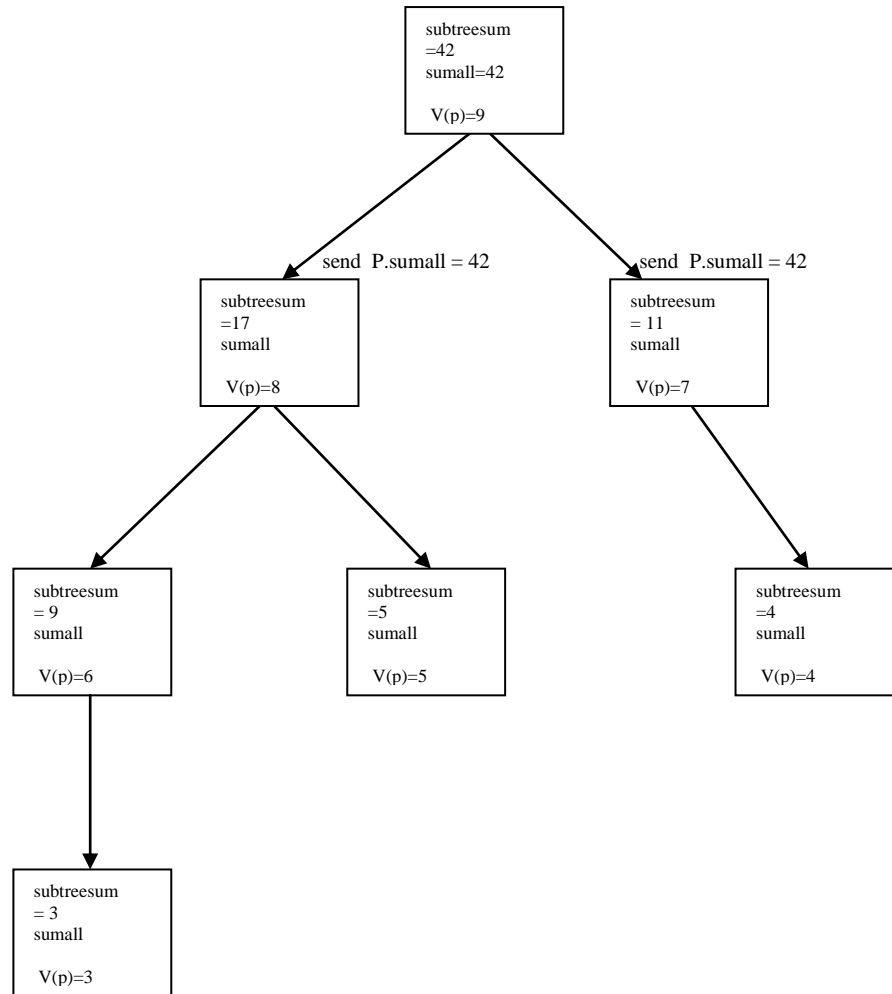 subtreesum
=42
sumall=42
V(p)=9
send P.sumall = 42
send P.sumall = 42
subtreesum
=17
sumall
V(p)=8
subtreesum
= 11
sumall
V(p)=7
subtreesum
= 9
sumall
V(p)=6
subtreesum
=5
sumall
V(p)=5
subtreesum
=4
sumall
V(p)=4
subtreesum
= 3
sumall
V(p)=3